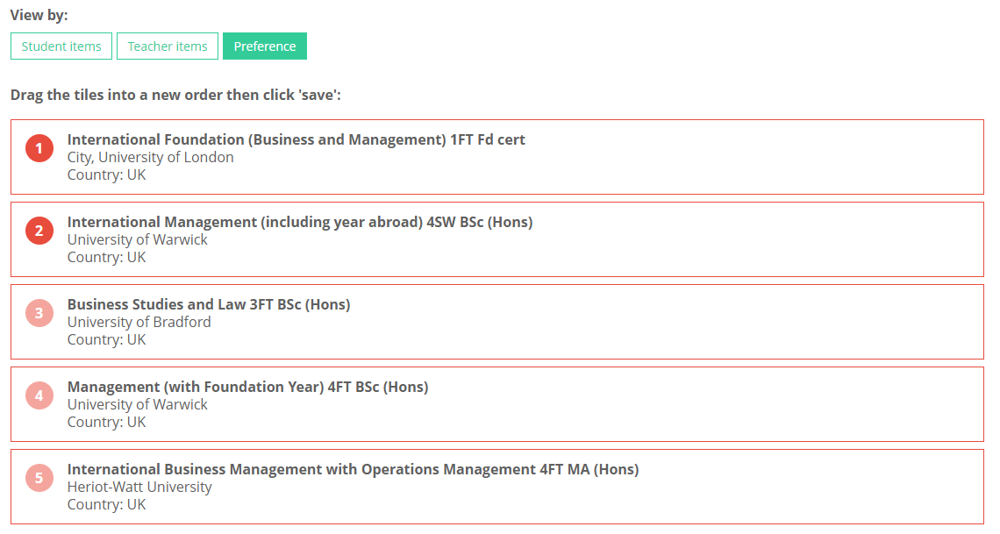 View by:
Student items Teacher items Preference
Drag the tiles into a new order then click 'save':
1
International Foundation (Business and Management) 1FT Fd cert
City, University of London
Country: UK
2
International Management (including year abroad) 4SW BSc (Hons)
University of Warwick
Country: UK
3
Business Studies and Law 3FT BSc (Hons)
University of Bradford
Country: UK
4
Management (with Foundation Year) 4FT BSc (Hons)
University of Warwick
Country: UK
5
International Business Management with Operations Management 4FT MA (Hons)
Heriot-Watt University
Country: UK